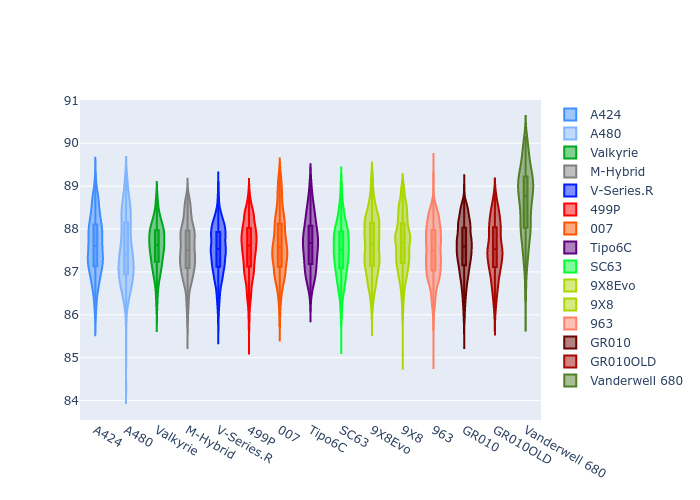 91
90
89
88
87
86
85
84
A424
A480
Valkyrie
M-Hybrid
V-Series.R
499P
007
Tipo6C
SC63
9X8Evo
9X8
963
GR010
GR010OLD
Vanderwell 680
A424
A480
Valkyrie
M-Hybrid
V-Series.R
499P
007
Tipo6C
SC63
9X8Evo
9X8
963
GR010
GR010OLD
Vanderwell 680